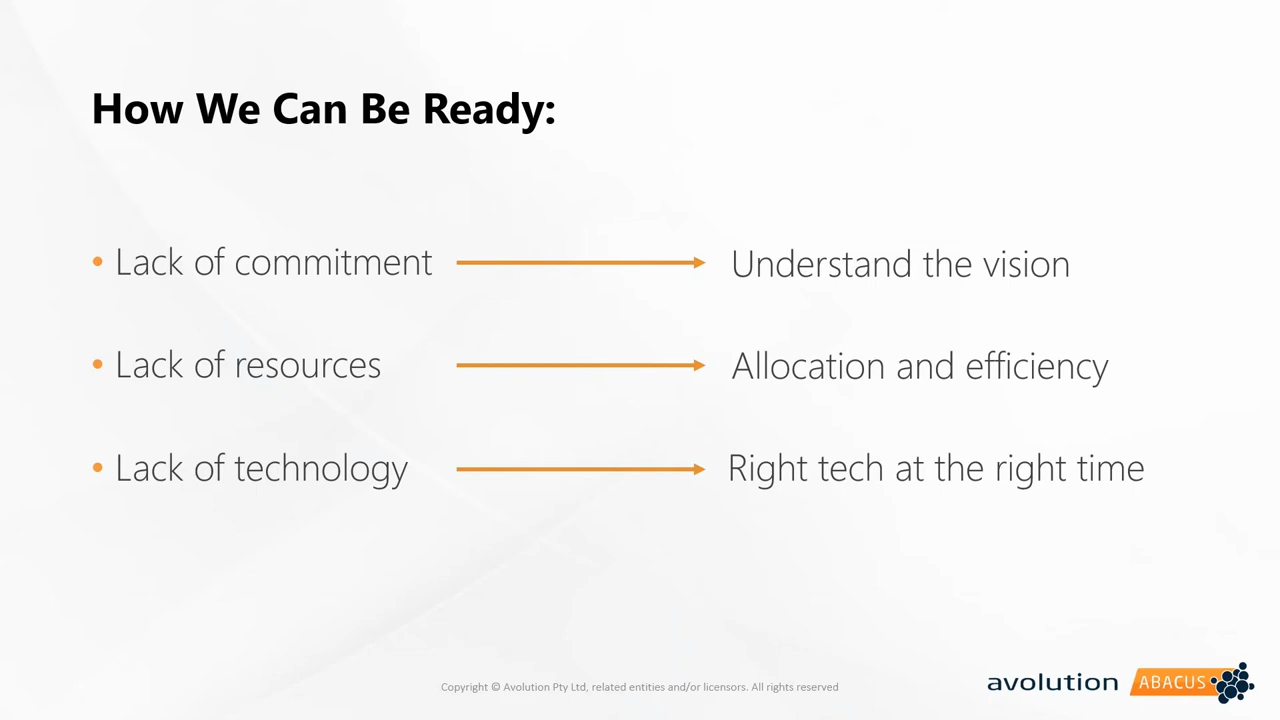 How We Can Be Ready:
• Lack of commitment Understand the vision
• Lack of resources Allocation and efficiency
• Lack of technology Right tech at the right time
Copyright © Avolution Pty Ltd, related entities and/or licensors. All rights reserved
avolution ABACUS